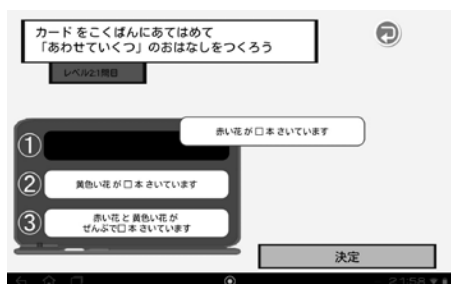 カード をこくばんにあてはめて
「あわせていくつ」のおはなしをつくろう
レベル2:1問目
赤い花 が □ 本 さいています
①
② 黄色い花 が □ 本 さいています
③ 赤い花 と 黄色い花 が
ぜんぶで□ 本 さいています
決定
21:58